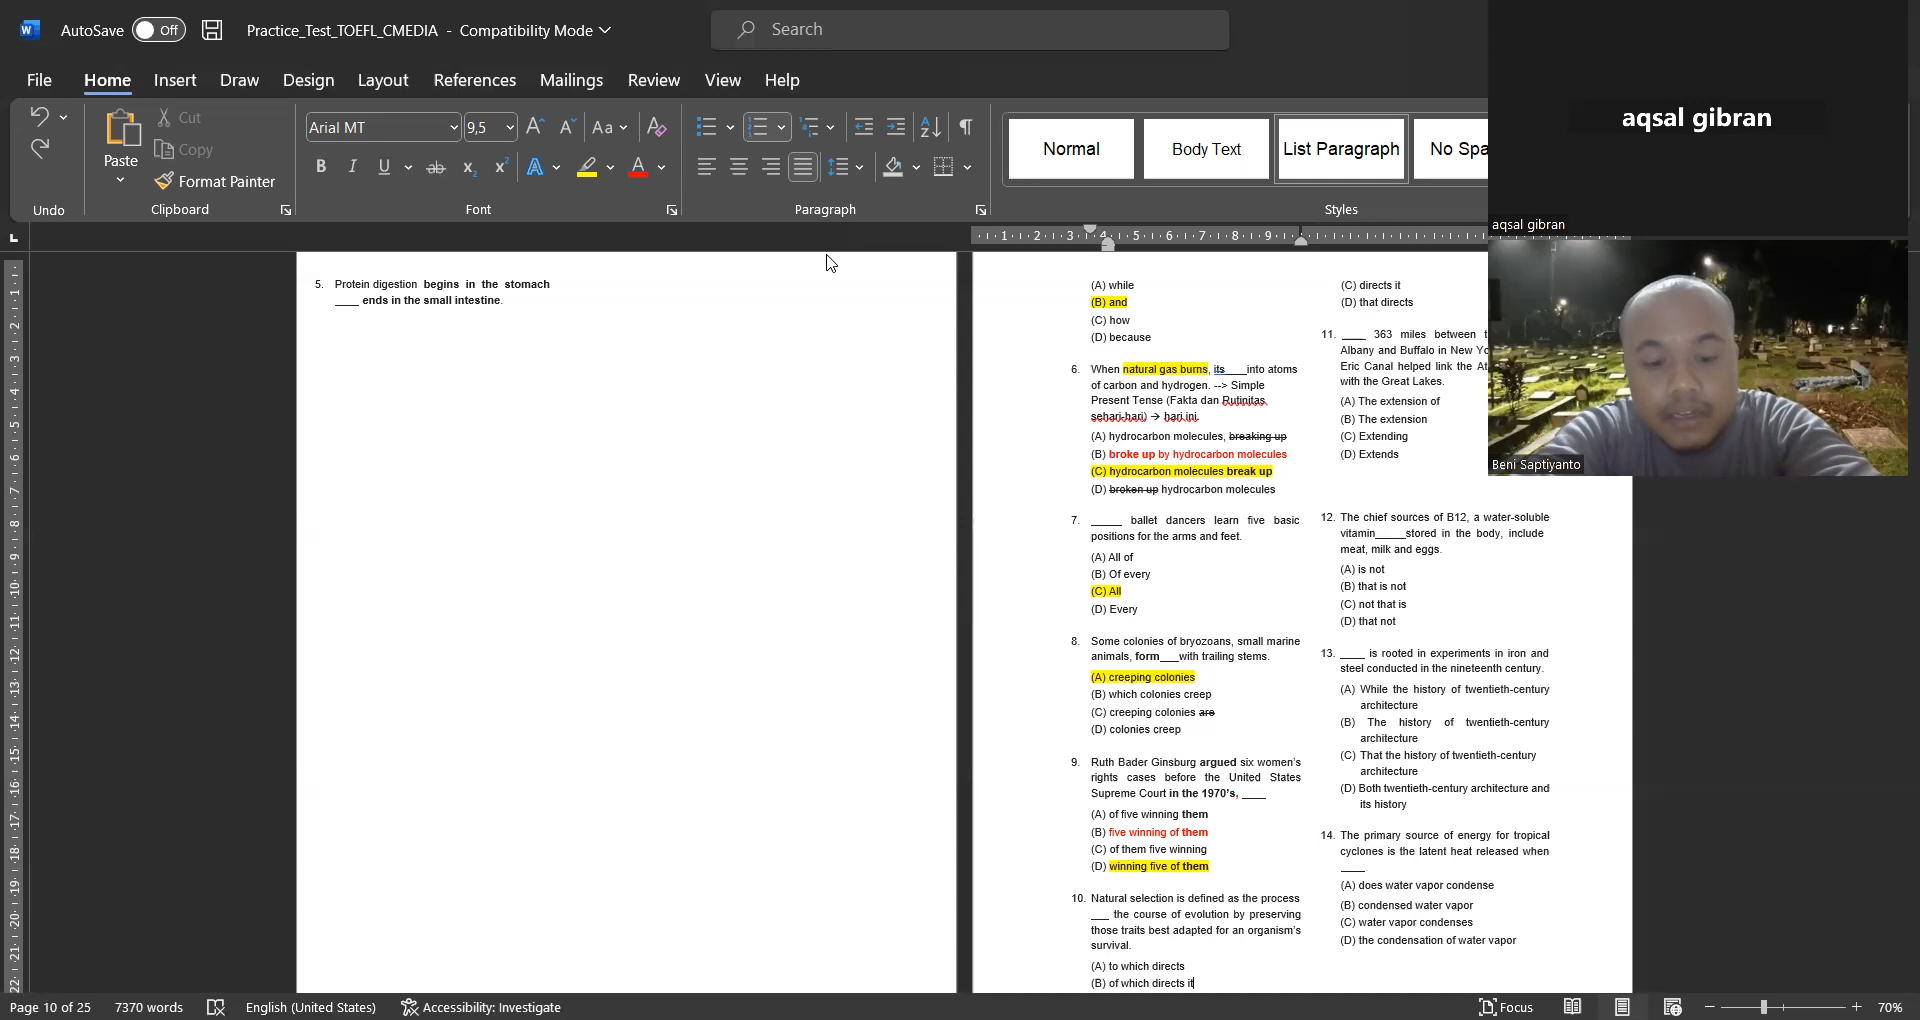 AutoSave Off Practice_Test_TOEFL_CMEDIA - Compatibility Mode Search
File Home Insert Draw Design Layout References Mailings Review View Help
Paste
Cut
Copy
Format Painter
Arial MT 9,5 Aa
Normal
Body Text
List Paragraph
No Spa
Undo Clipboard Font Paragraph Styles
aqsal gibran
aqsal gibran
Beni Saptiyanto
5. Protein digestion begins in the stomach
____ ends in the small intestine.
(A) while
(B) and
(C) how
(D) because
6. When natural gas burns, its____into atoms
of carbon and hydrogen. --> Simple
Present Tense (Fakta dan Rutinitas
sehari-hari) → hari ini.
(A) hydrocarbon molecules, breaking up
(B) broke up by hydrocarbon molecules
(C) hydrocarbon molecules break up
(D) broken up hydrocarbon molecules
7. _____ ballet dancers learn five basic
positions for the arms and feet.
(A) All of
(B) Of every
(C) All
(D) Every
8. Some colonies of bryozoans, small marine
animals, form___with trailing stems.
(A) creeping colonies
(B) which colonies creep
(C) creeping colonies are
(D) colonies creep
9. Ruth Bader Ginsburg argued six women's
rights cases before the United States
Supreme Court in the 1970's, ____
(A) of five winning them
(B) five winning of them
(C) of them five winning
(D) winning five of them
10. Natural selection is defined as the process
___ the course of evolution by preserving
those traits best adapted for an organism's
survival.
(A) to which directs
(B) of which directs it
(C) directs it
(D) that directs
11. ____ 363 miles between t
Albany and Buffalo in New Yo
Eric Canal helped link the At
with the Great Lakes.
(A) The extension of
(B) The extension
(C) Extending
(D) Extends
12. The chief sources of B12, a water-soluble
vitamin_____stored in the body, include
meat, milk and eggs.
(A) is not
(B) that is not
(C) not that is
(D) that not
13. ____ is rooted in experiments in iron and
steel conducted in the nineteenth century.
(A) While the history of twentieth-century
architecture
(B) The history of twentieth-century
architecture
(C) That the history of twentieth-century
architecture
(D) Both twentieth-century architecture and
its history
14. The primary source of energy for tropical
cyclones is the latent heat released when
____
(A) does water vapor condense
(B) condensed water vapor
(C) water vapor condenses
(D) the condensation of water vapor
Page 10 of 25 7370 words English (United States) Accessibility: Investigate Focus 70%